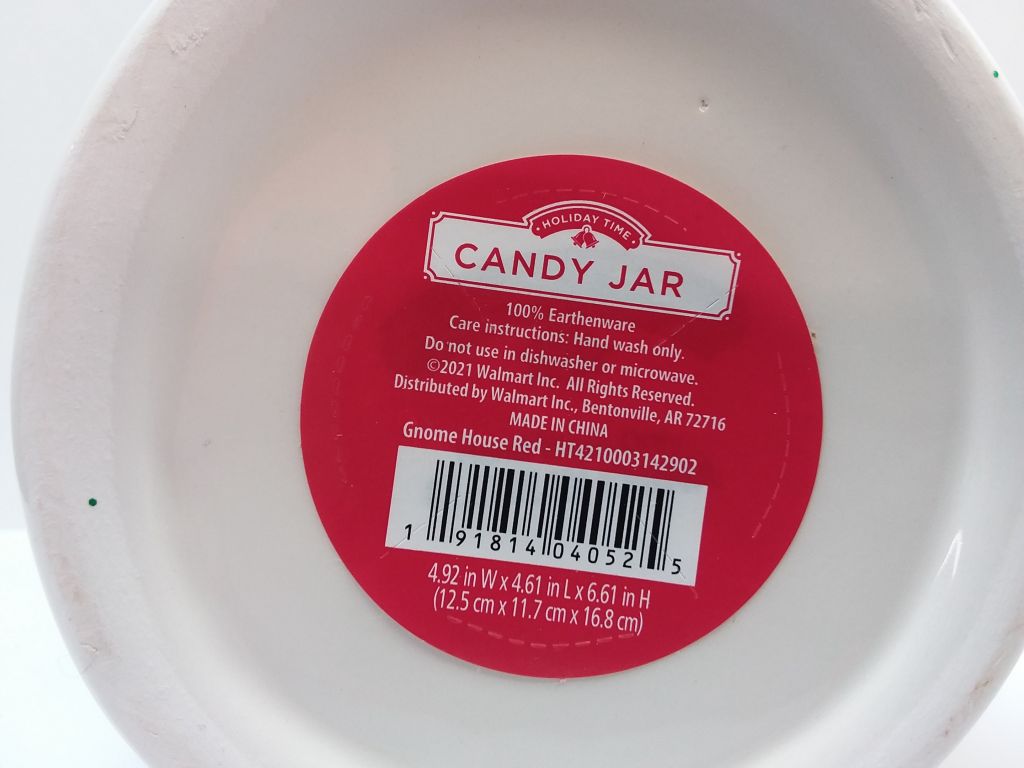 HOLIDAY TIME
CANDY JAR
100% Earthenware
Care instructions: Hand wash only.
Do not use in dishwasher or microwave.
©2021 Walmart Inc. All Rights Reserved.
Distributed by Walmart Inc., Bentonville, AR 72716
MADE IN CHINA
Gnome House Red - HT4210003142902
1 91814 04052 5
4.92 in W x 4.61 in L x 6.61 in H
(12.5 cm x 11.7 cm x 16.8 cm)